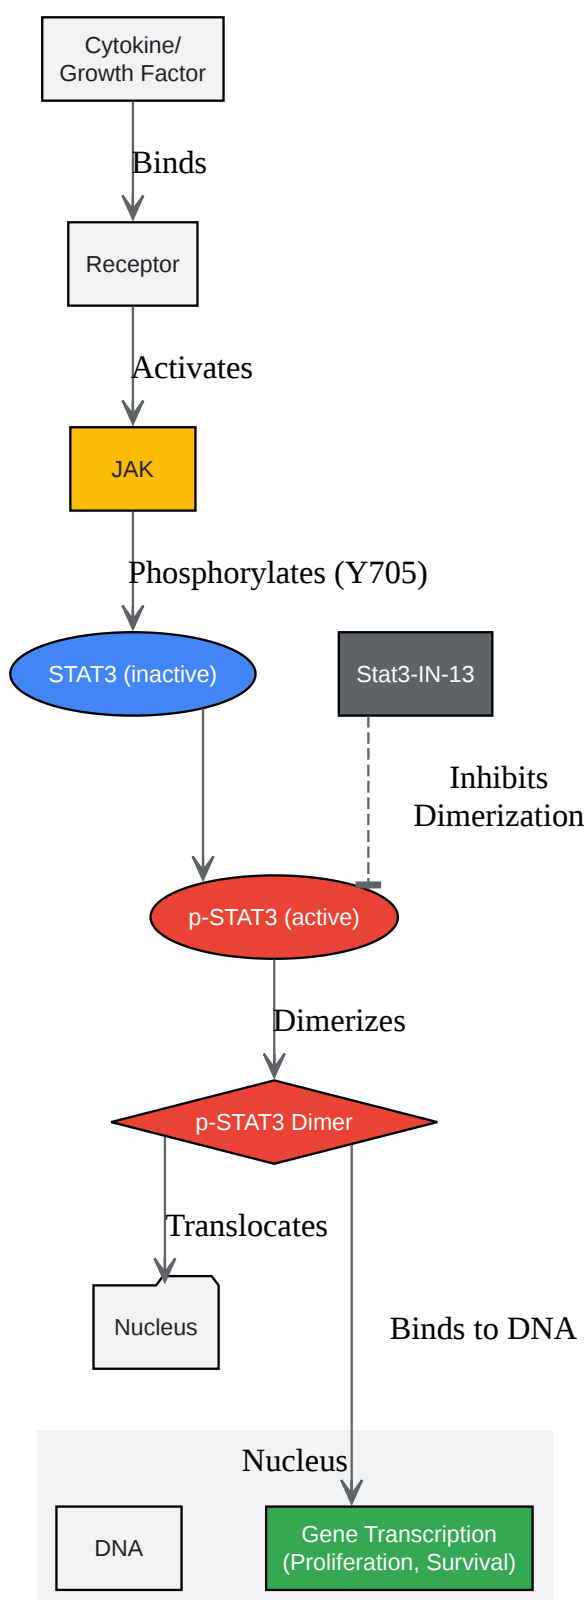 Cytokine/
Growth Factor
Binds
Receptor
Activates
JAK
Phosphorylates (Y705)
STAT3 (inactive)
Stat3-IN-13
Inhibits
Dimerization
p-STAT3 (active)
Dimerizes
p-STAT3 Dimer
Translocates
Nucleus
Binds to DNA
Nucleus
DNA
Gene Transcription
(Proliferation, Survival)